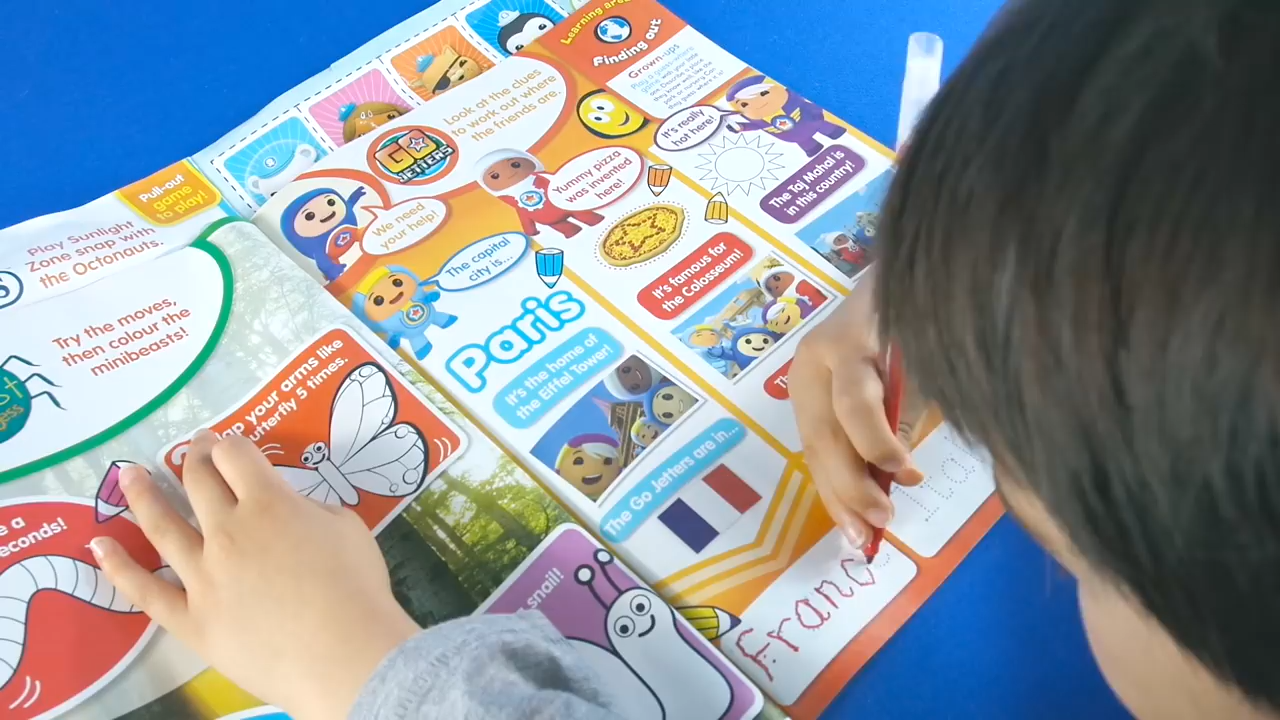 Pull-out
game
to play!
Play Sunlight
Zone snap with
the Octonauts.
Try the moves,
then colour the
minibeasts!
your arms like
butterfly 5 times.
seconds!
snail!
GO
JETTERS
Look at the clues
to work out where
the friends are.
Learning area
Finding out
Grown-ups
We need
your help!
The capital
city is...
Paris
It's the home of
the Eiffel Tower!
The Go Jetters are in...
Franc
Yummy pizza
was invented
here!
It's famous for
the Colosseum!
It's really
hot here!
The Taj Mahal is
in this country!